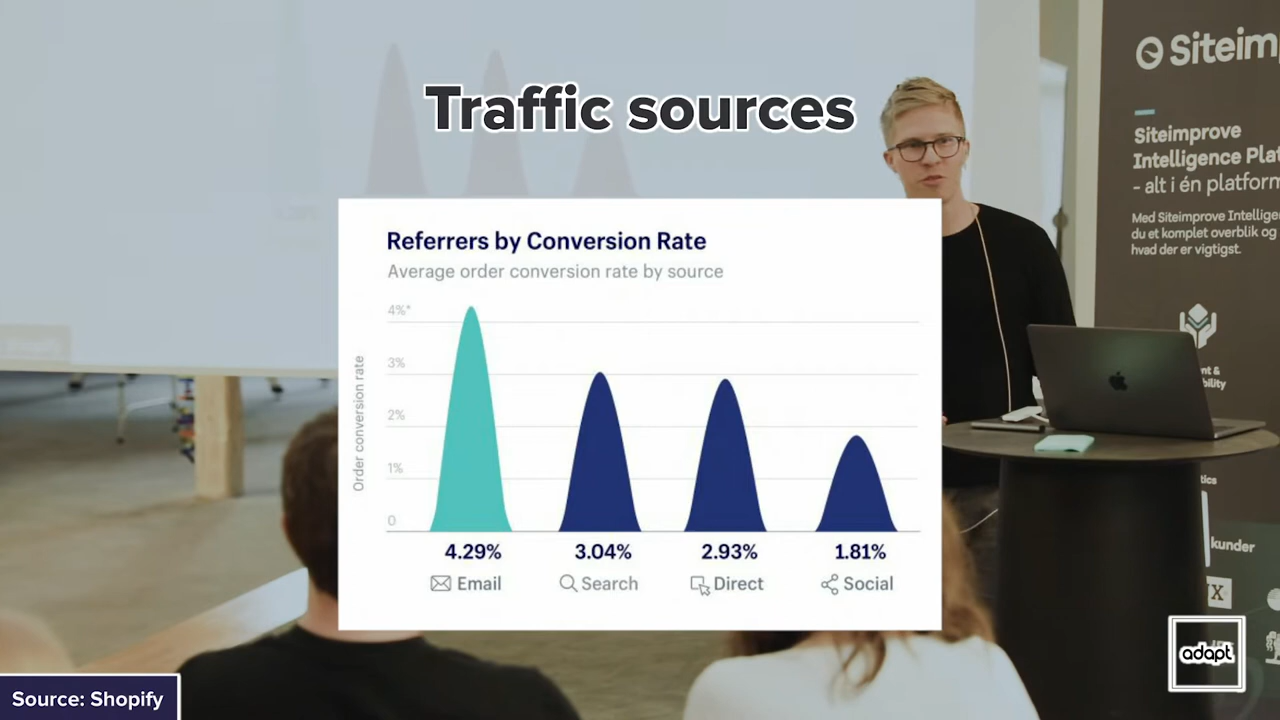 Traffic sources
Siteim
Siteimprove
Intelligence Plat
- alt i én platform
Med Siteimprove Intellige
du et komplet overblik og
hvad der er vigtigst.
Referrers by Conversion Rate
Average order conversion rate by source
Order conversion rate
4%*
3%
2%
1%
0
4.29%
3.04%
2.93%
1.81%
Email
Search
Direct
Social
kunder
adapt
Source: Shopify